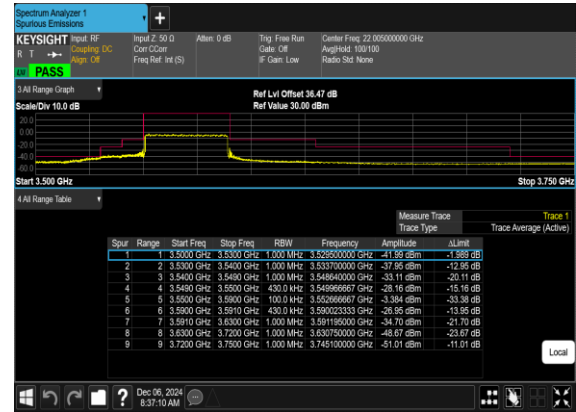 Spectrum Analyzer 1
Spurious Emissions
KEYSIGHT Input: RF Input Z: 50 Ω Atten: 0 dB Trig: Free Run Center Freq: 22.005000000 GHz
R T Coupling: DC Corr CCorr Gate: Off Avg|Hold: 100/100
Align: Off Freq Ref: Int (S) IF Gain: Low Radio Std: None
LXI PASS
3 All Range Graph Ref Lvl Offset 36.47 dB
Scale/Div 10.0 dB Ref Value 30.00 dBm
20.0
0.00
-20.0
-40.0
-60.0
Start 3.500 GHz Stop 3.750 GHz
4 All Range Table
Measure Trace Trace 1
Trace Type Trace Average (Active)
Spur Range Start Freq Stop Freq RBW Frequency Amplitude ΔLimit
1 1 3.5000 GHz 3.5300 GHz 1.000 MHz 3.529500000 GHz -41.99 dBm -1.989 dB
2 2 3.5300 GHz 3.5400 GHz 1.000 MHz 3.533700000 GHz -37.95 dBm -12.95 dB
3 3 3.5400 GHz 3.5490 GHz 1.000 MHz 3.548640000 GHz -33.11 dBm -20.11 dB
4 4 3.5490 GHz 3.5500 GHz 430.0 kHz 3.549966667 GHz -28.16 dBm -15.16 dB
5 5 3.5500 GHz 3.5900 GHz 100.0 kHz 3.552666667 GHz -3.384 dBm -33.38 dB
6 6 3.5900 GHz 3.5910 GHz 430.0 kHz 3.590023333 GHz -26.95 dBm -13.95 dB
7 7 3.5910 GHz 3.6300 GHz 1.000 MHz 3.591195000 GHz -34.70 dBm -21.70 dB
8 8 3.6300 GHz 3.7200 GHz 1.000 MHz 3.630750000 GHz -48.67 dBm -23.67 dB
9 9 3.7200 GHz 3.7500 GHz 1.000 MHz 3.745100000 GHz -51.01 dBm -11.01 dB
Local
Dec 06, 2024
8:37:10 AM